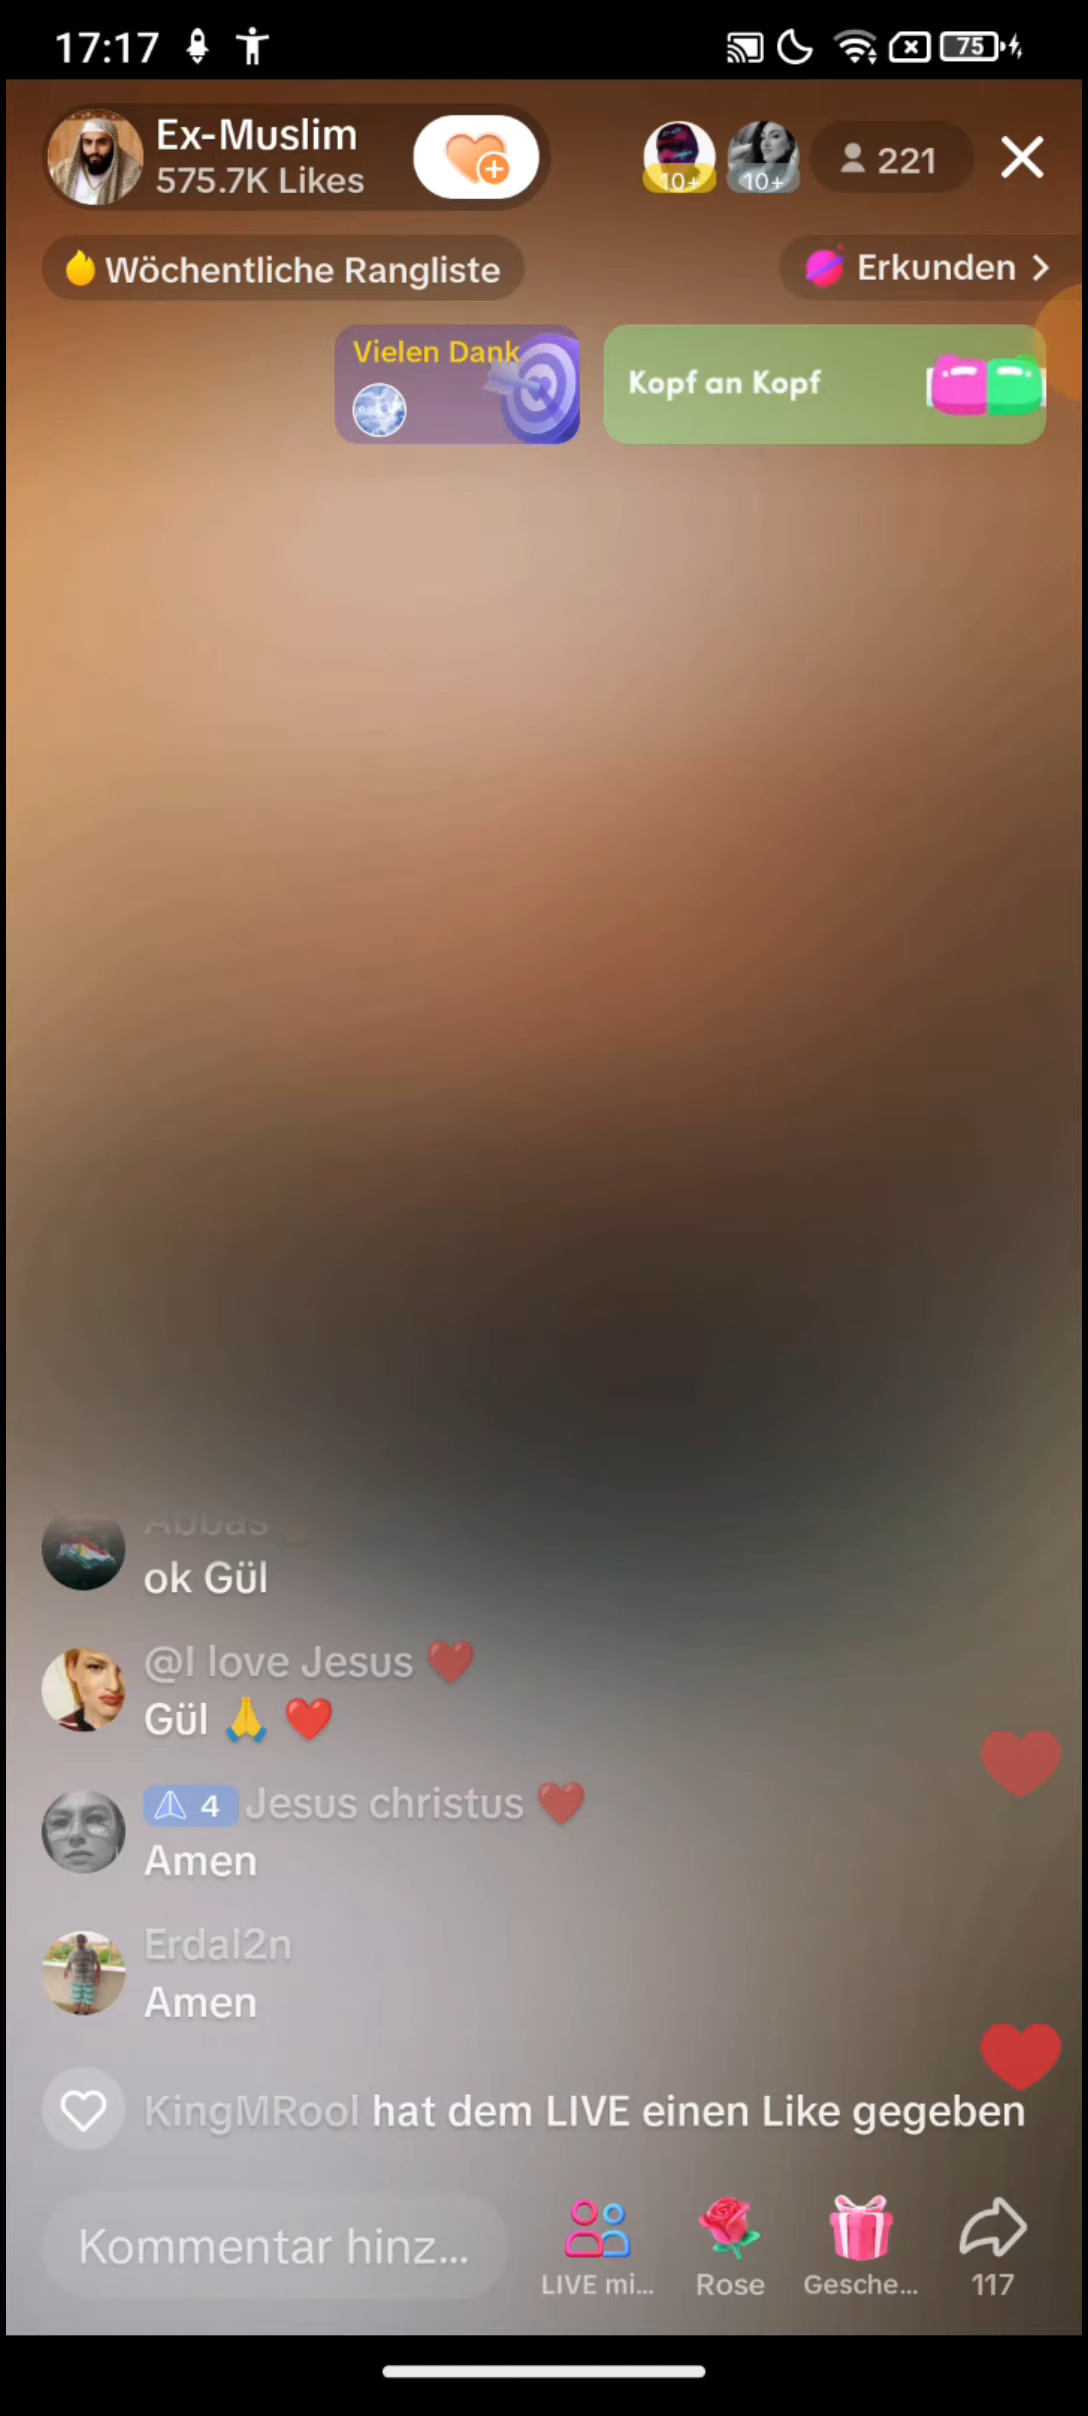 17:17
75
Ex-Muslim
575.7K Likes
10+
10+
221
Wöchentliche Rangliste
Erkunden >
Vielen Dank
Kopf an Kopf
Abbas
ok Gül
@I love Jesus ❤️
Gül 🙏 ❤️
4 Jesus christus ❤️
Amen
Erdal2n
Amen
KingMRool hat dem LIVE einen Like gegeben
Kommentar hinz...
LIVE mi...
Rose
Gesche...
117